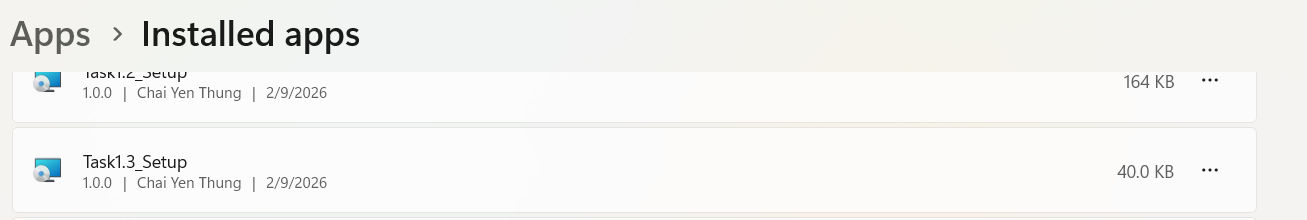 Apps > Installed apps
Task1.2_Setup
164 KB
1.0.0 | Chai Yen Thung | 2/9/2026
Task1.3_Setup
40.0 KB
1.0.0 | Chai Yen Thung | 2/9/2026